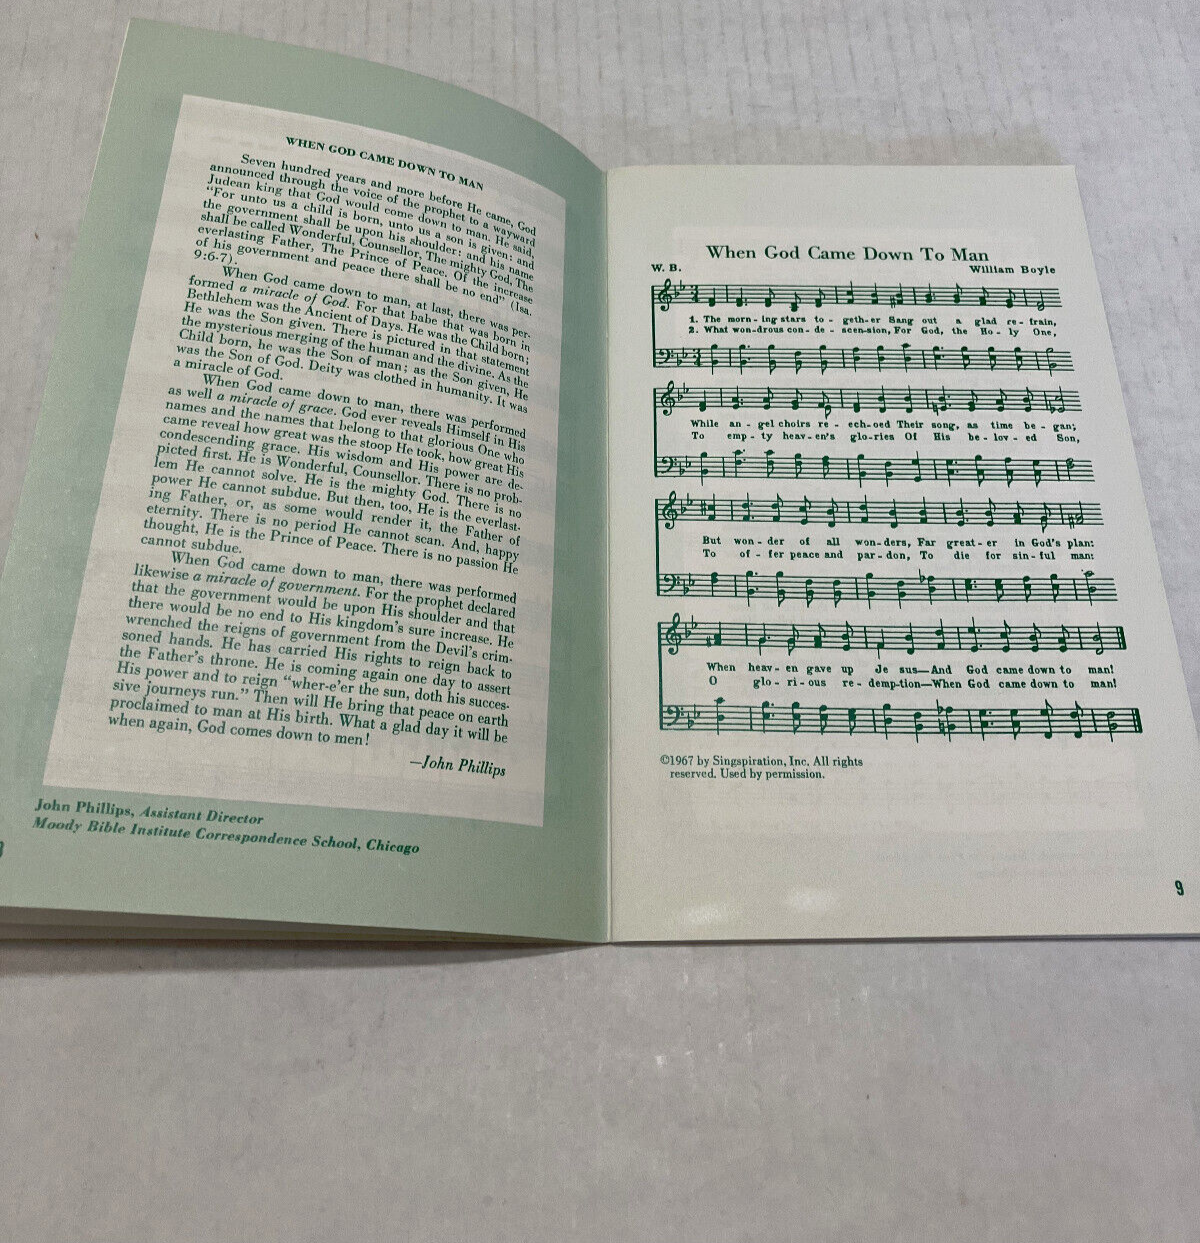 WHEN GOD CAME DOWN TO MAN
Seven hundred years and more before He came, God
announced through the voice of the prophet to a wayward
Judean king that God would come down to man. He said,
"For unto us a child is born, unto us a son is given: and
the government shall be upon his shoulder: and his name
shall be called Wonderful, Counsellor, The mighty God, The
everlasting Father, The Prince of Peace. Of the increase
of his government and peace there shall be no end" (Isa.
9:6-7).
When God came down to man, at last, there was per-
formed a miracle of God. For that babe that was born in
Bethlehem was the Ancient of Days. He was the Child born;
He was the Son given. There is pictured in that statement
the mysterious merging of the human and the divine. As the
Child born, he was the Son of man; as the Son given, He
was the Son of God. Deity was clothed in humanity. It was
a miracle of God.
When God came down to man, there was performed
as well a miracle of grace. God ever reveals Himself in His
names and the names that belong to that glorious One who
came reveal how great was the stoop He took, how great His
condescending grace. His wisdom and His power are de-
picted first. He is Wonderful, Counsellor. There is no prob-
lem He cannot solve. He is the mighty God. There is no
power He cannot subdue. But then, too, He is the everlast-
ing Father, or, as some would render it, the Father of
eternity. There is no period He cannot scan. And, happy
thought, He is the Prince of Peace. There is no passion He
cannot subdue.
When God came down to man, there was performed
likewise a miracle of government. For the prophet declared
that the government would be upon His shoulder and that
there would be no end to His kingdom's sure increase. He
wrenched the reigns of government from the Devil's crim-
soned hands. He has carried His rights to reign back to
the Father's throne. He is coming again one day to assert
His power and to reign "wher-e'er the sun, doth his succes-
sive journeys run." Then will He bring that peace on earth
proclaimed to man at His birth. What a glad day it will be
when again, God comes down to men!
—John Phillips
John Phillips, Assistant Director
Moody Bible Institute Correspondence School, Chicago
When God Came Down To Man
W. B. William Boyle
1. The morn-ing stars to - geth-er Sang out a glad re - frain,
2. What won-drous con - de - scen-sion, For God, the Ho - ly One,
While an - gel choirs re - ech-oed Their song, as time be - gan;
To emp - ty heav-en's glo-ries Of His be - lov - ed Son,
But won - der of all won - ders, Far great - er in God's plan:
To of - fer peace and par - don, To die for sin - ful man:
When heav - en gave up Je sus—And God came down to man!
O glo - ri - ous re - demp-tion—When God came down to man!
©1967 by Singspiration, Inc. All rights
reserved. Used by permission.
9